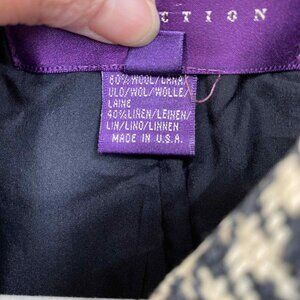 CTION
60% WOOL/LANA/
ULD/WOL/WOLLE/
LAINE
40% LINEN/LEINEN/
LIN/LINO/LINNEN
MADE IN U.S.A.